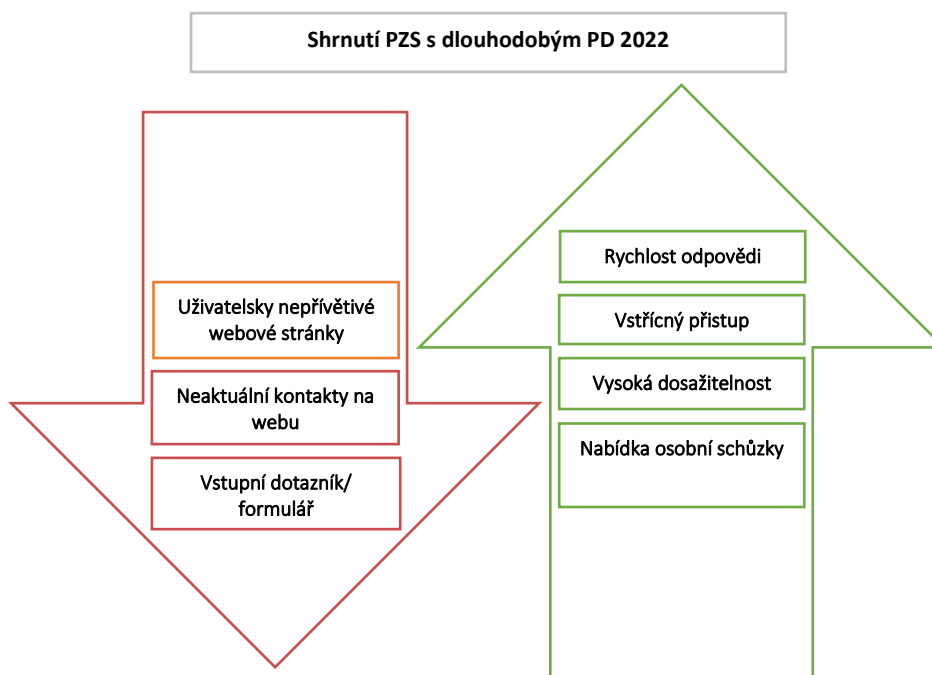 Shrnutí PZS s dlouhodobým PD 2022
Uživatelsky nepřívětivé
webové stránky
Neaktuální kontakty na
webu
Vstupní dotazník/
formulář
Rychlost odpovědi
Vstřícný přistup
Vysoká dosažitelnost
Nabídka osobní schůzky